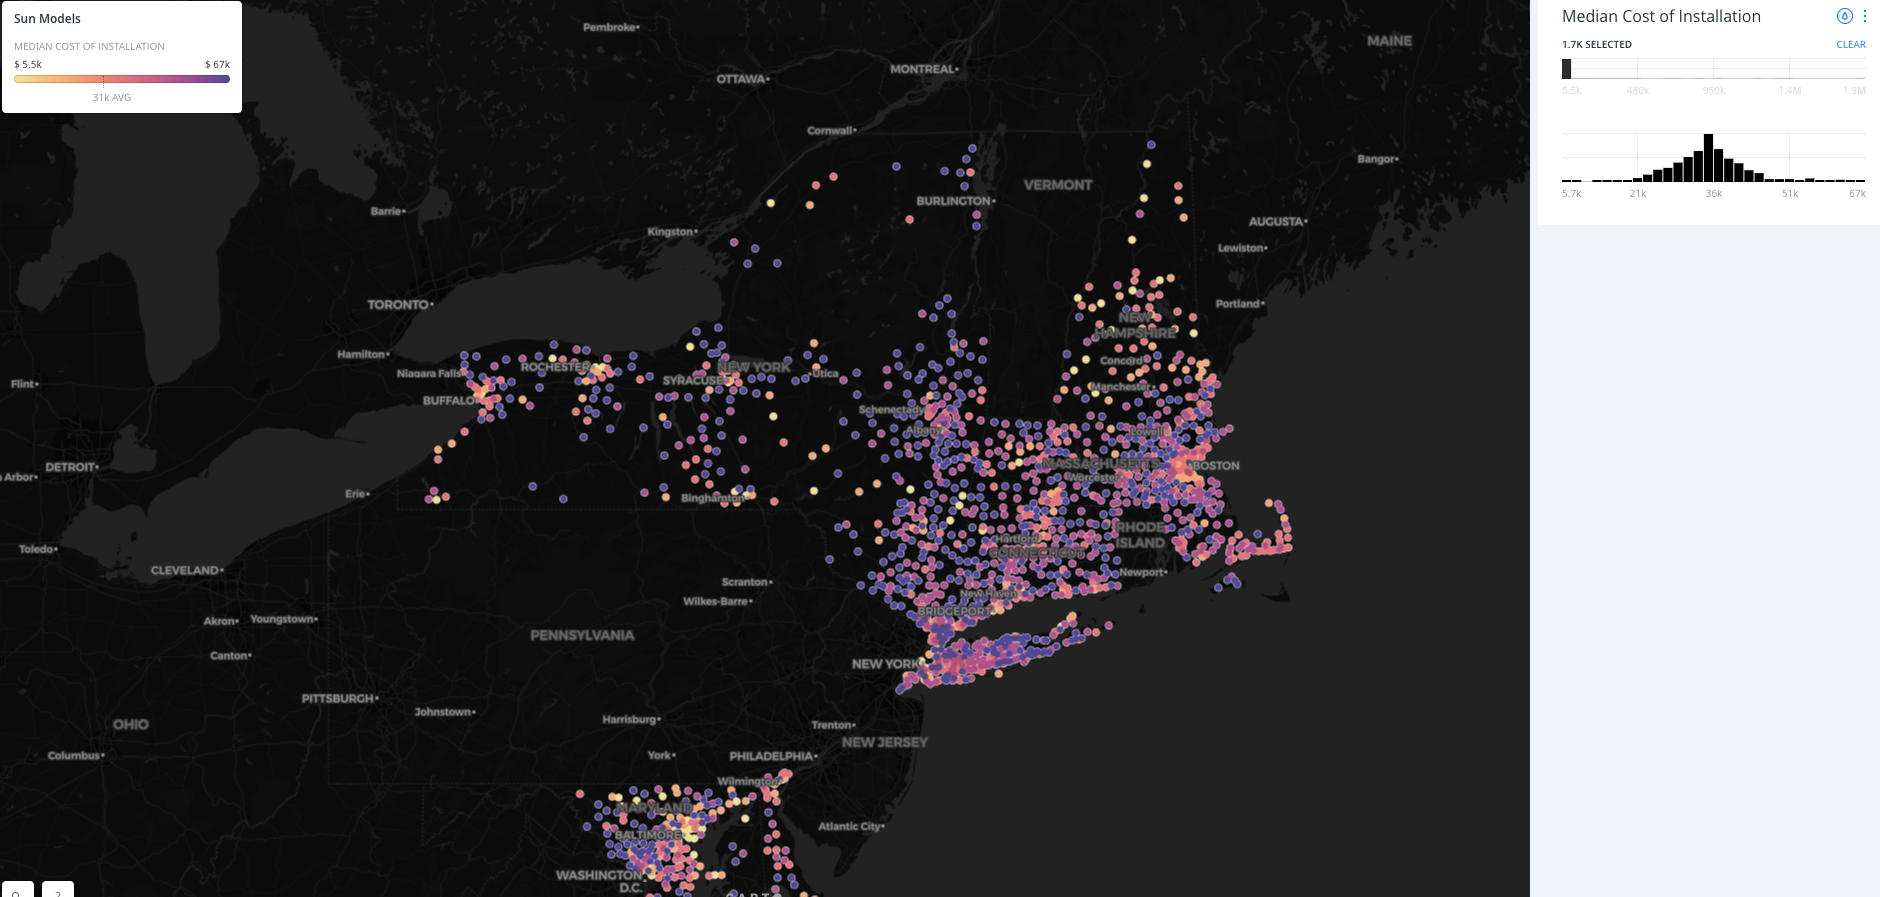 Sun Models
MEDIAN COST OF INSTALLATION
$ 5.5k $ 67k
31k AVG
Median Cost of Installation
1.7K SELECTED CLEAR
5.5k 480k 950k 1.4M 1.9M
5.7k 21k 36k 51k 67k
Pembroke
MAINE
OTTAWA
MONTREAL
Cornwall
Bangor
VERMONT
BURLINGTON
Barrie
AUGUSTA
Kingston
Lewiston
TORONTO
Portland
NEW HAMPSHIRE
Hamilton
Concord
ROCHESTER
NEW YORK
Niagara Falls
Utica
SYRACUSE
Flint
Manchester
BUFFALO
Schenectady
Albany
Lowell
DETROIT
MASSACHUSETTS
BOSTON
Arbor
Worcester
Erie
Binghamton
RHODE ISLAND
Hartford
Toledo
CONNECTICUT
CLEVELAND
Newport
Scranton
New Haven
Wilkes-Barre
BRIDGEPORT
Akron
Youngstown
PENNSYLVANIA
Canton
NEW YORK
PITTSBURGH
Johnstown
Harrisburg
OHIO
Trenton
NEW JERSEY
Columbus
York
PHILADELPHIA
Wilmington
MARYLAND
Atlantic City
BALTIMORE
WASHINGTON D.C.